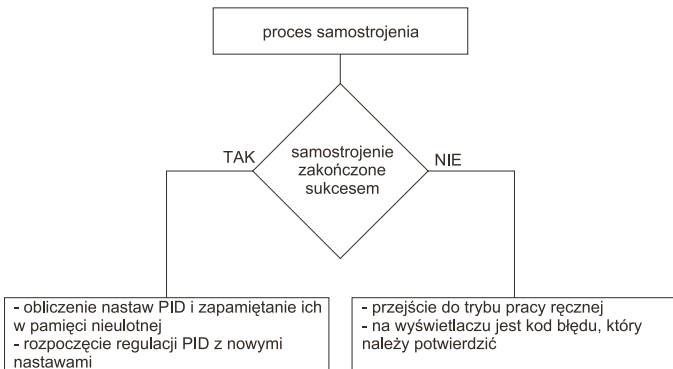 proces samostrojenia
TAK
samostrojenie
zakończone
sukcesem
NIE
- obliczenie nastaw PID i zapamiętanie ich
w pamięci nieulotnej
- rozpoczęcie regulacji PID z nowymi
nastawami
- przejście do trybu pracy ręcznej
- na wyświetlaczu jest kod błędu, który
należy potwierdzić